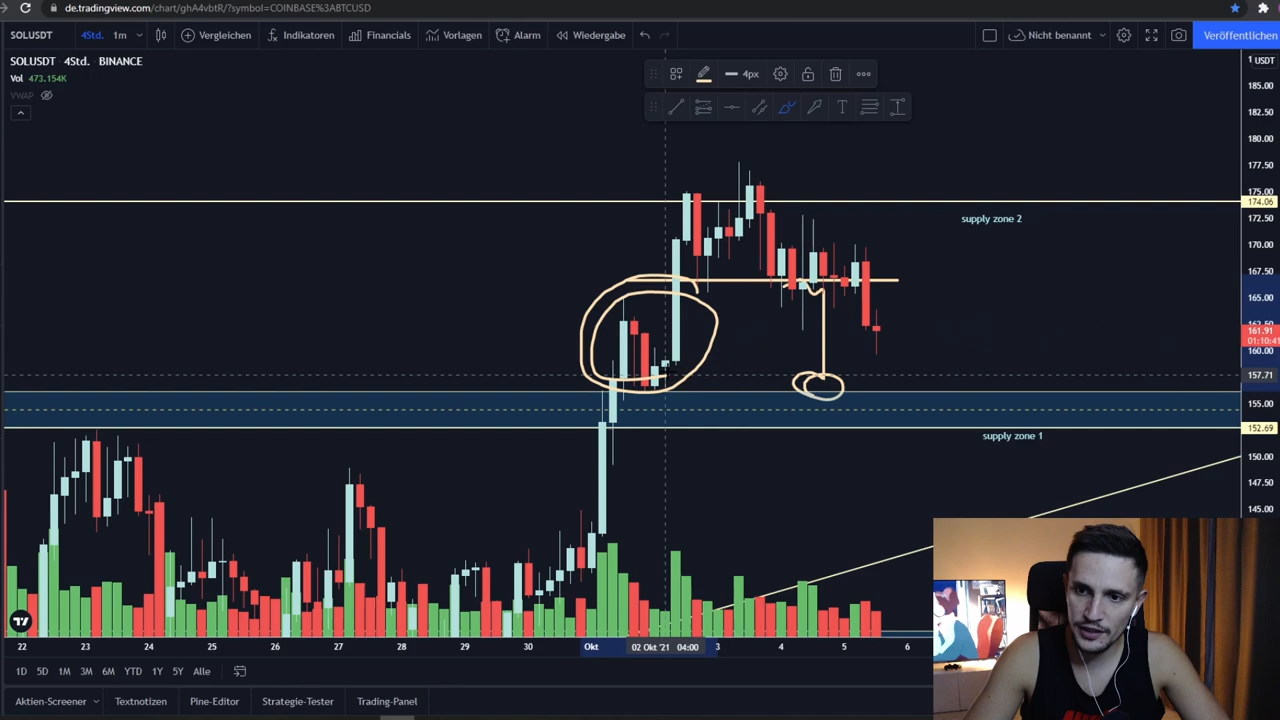 de.tradingview.com/chart/ghA4vbtR/?symbol=COINBASE%3ABTCUSD
SOLUSDT 4Std. 1m Vergleichen Indikatoren Financials Vorlagen Alarm Wiedergabe Nicht benannt Veröffentlichen
SOLUSDT 4Std. BINANCE
Vol 473.154K
VWAP
4px
T
1 USDT
185.00
182.50
180.00
177.50
175.00
174.06
172.50
170.00
167.50
165.00
161.91
01:10:41
160.00
157.71
155.00
152.69
150.00
147.50
145.00
supply zone 2
supply zone 1
22 23 24 25 26 27 28 29 30 Okt 02 Okt '21 04:00 3 4 5 6
1D 5D 1M 3M 6M YTD 1Y 5Y Alle
Aktien-Screener Textnotizen Pine-Editor Strategie-Tester Trading-Panel